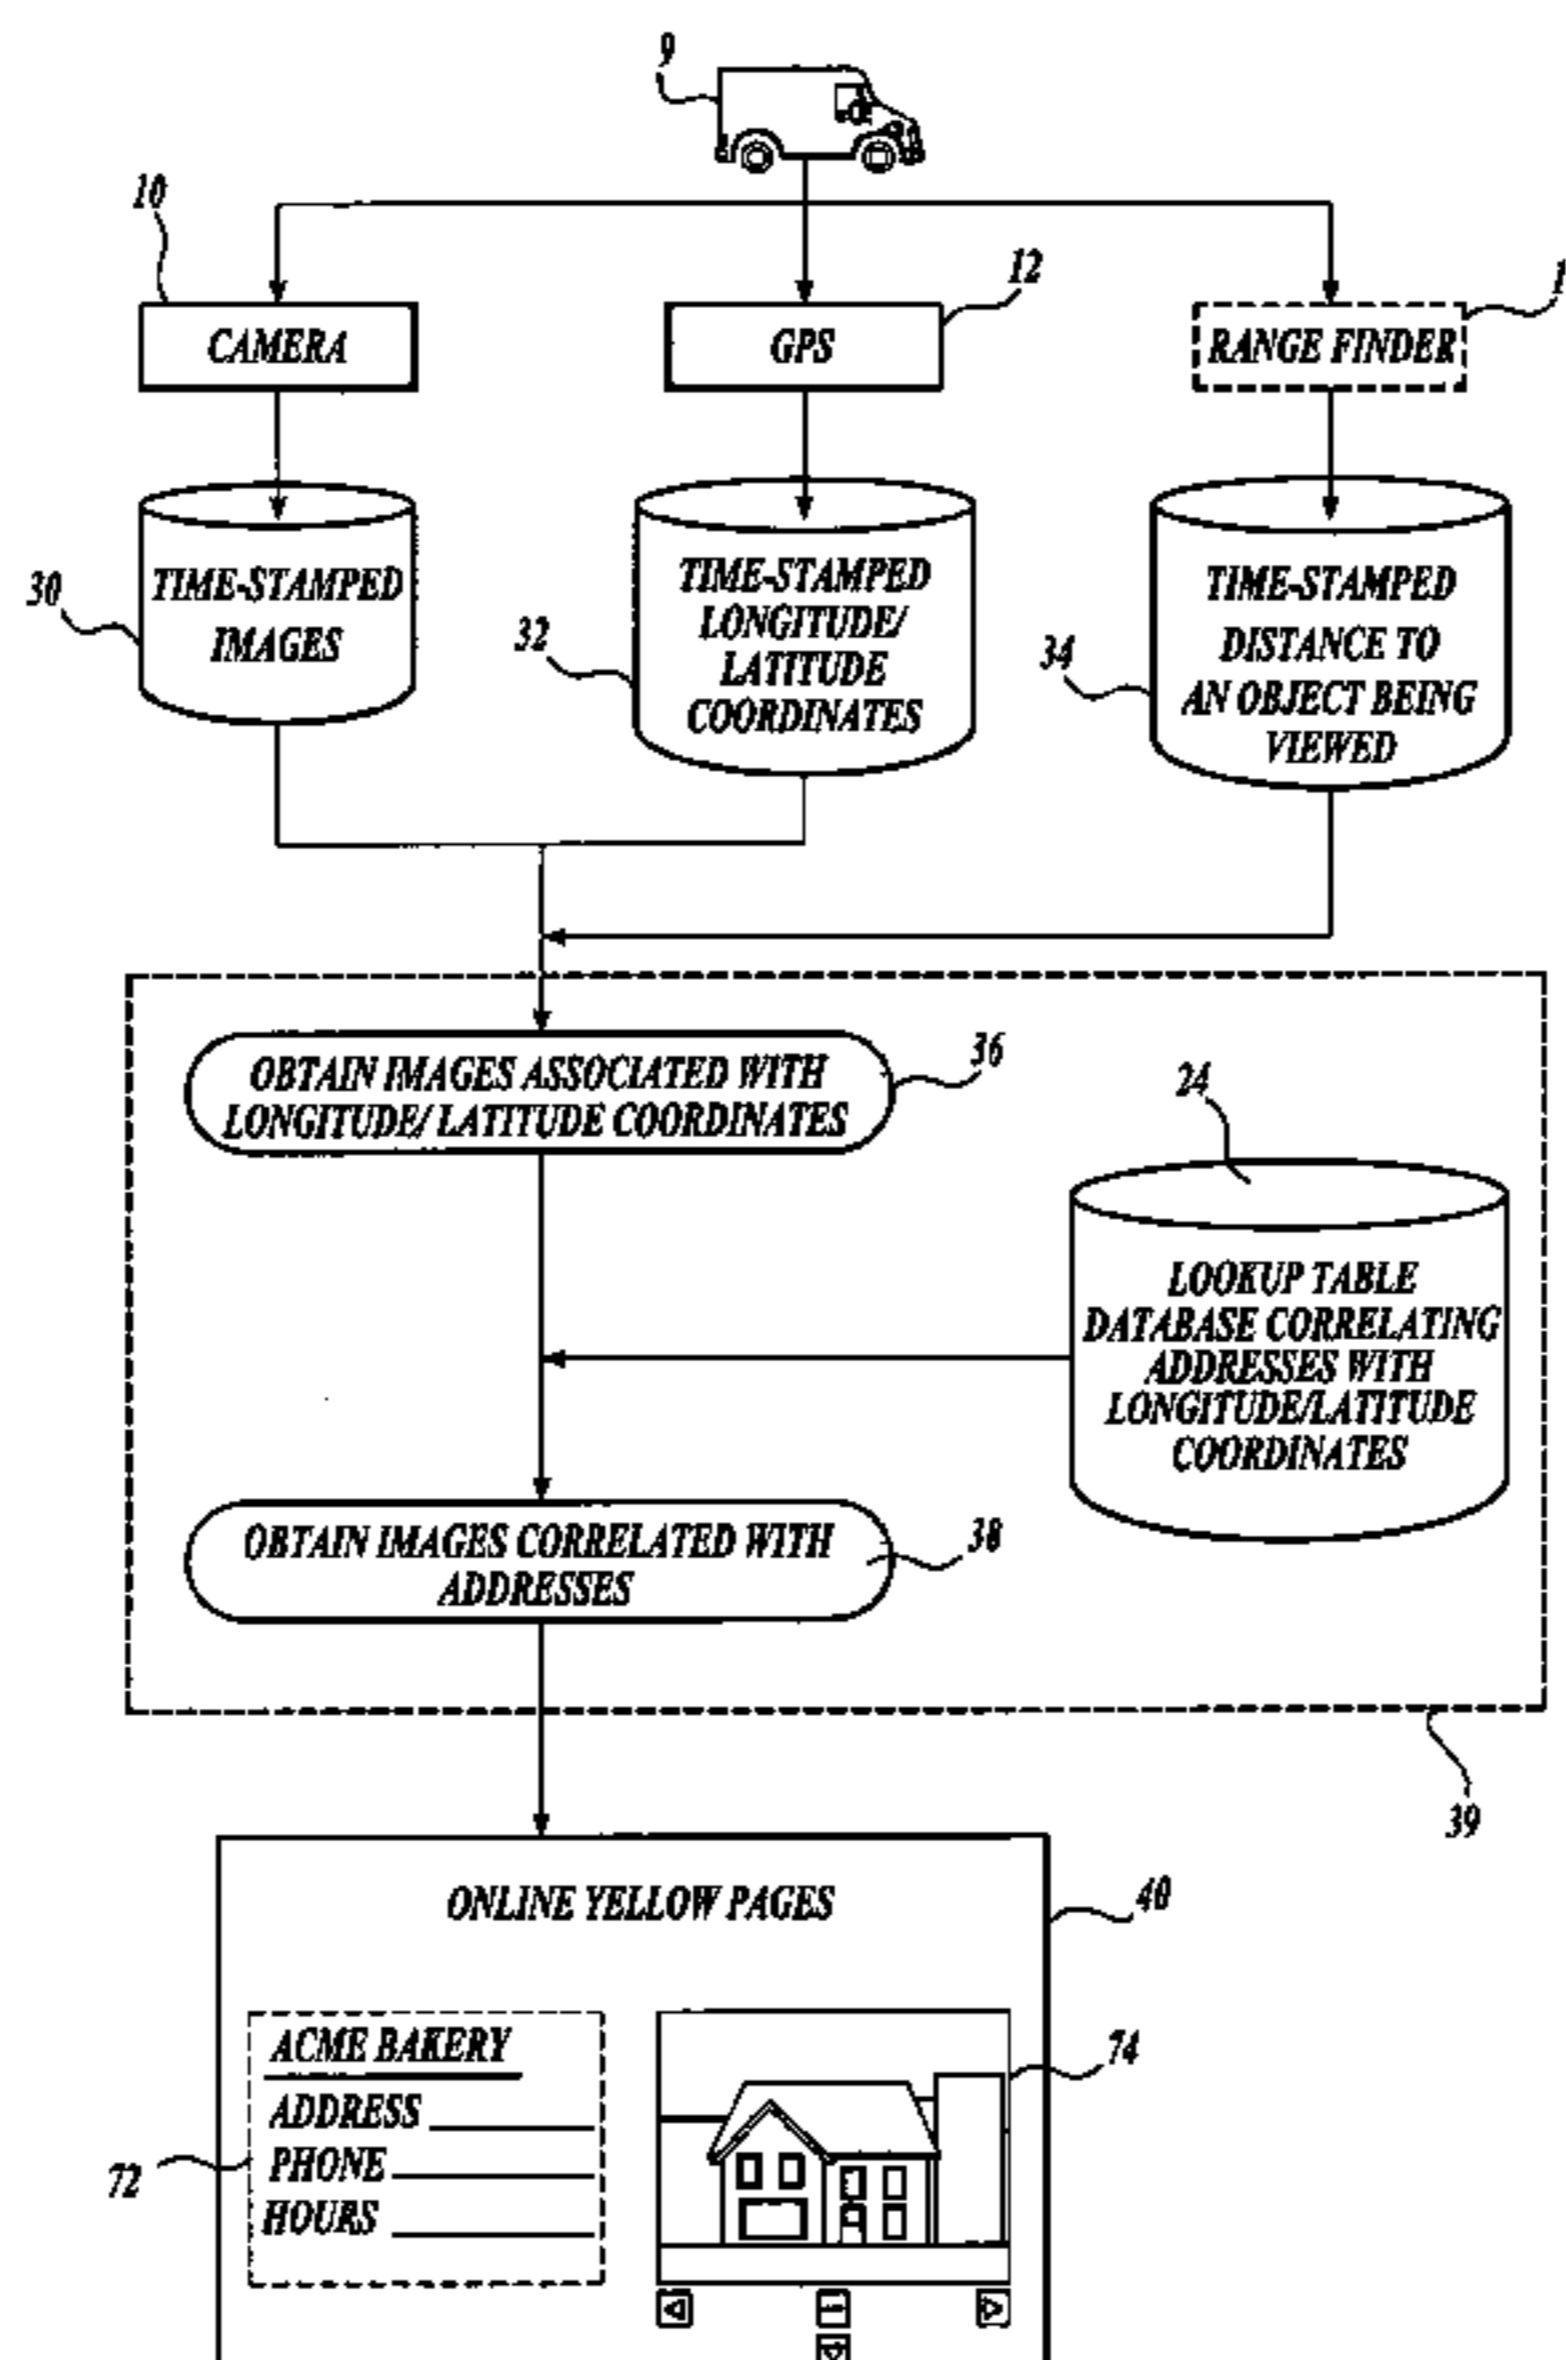 9
10
12
1
CAMERA
GPS
RANGE FINDER
30
TIME-STAMPED
IMAGES
32
TIME-STAMPED
LONGITUDE/
LATITUDE
COORDINATES
34
TIME-STAMPED
DISTANCE TO
AN OBJECT BEING
VIEWED
36
OBTAIN IMAGES ASSOCIATED WITH
LONGITUDE/ LATITUDE COORDINATES
24
LOOKUP TABLE
DATABASE CORRELATING
ADDRESSES WITH
LONGITUDE/LATITUDE
COORDINATES
38
OBTAIN IMAGES CORRELATED WITH
ADDRESSES
39
40
ONLINE YELLOW PAGES
72
ACME BAKERY
ADDRESS
PHONE
HOURS
74